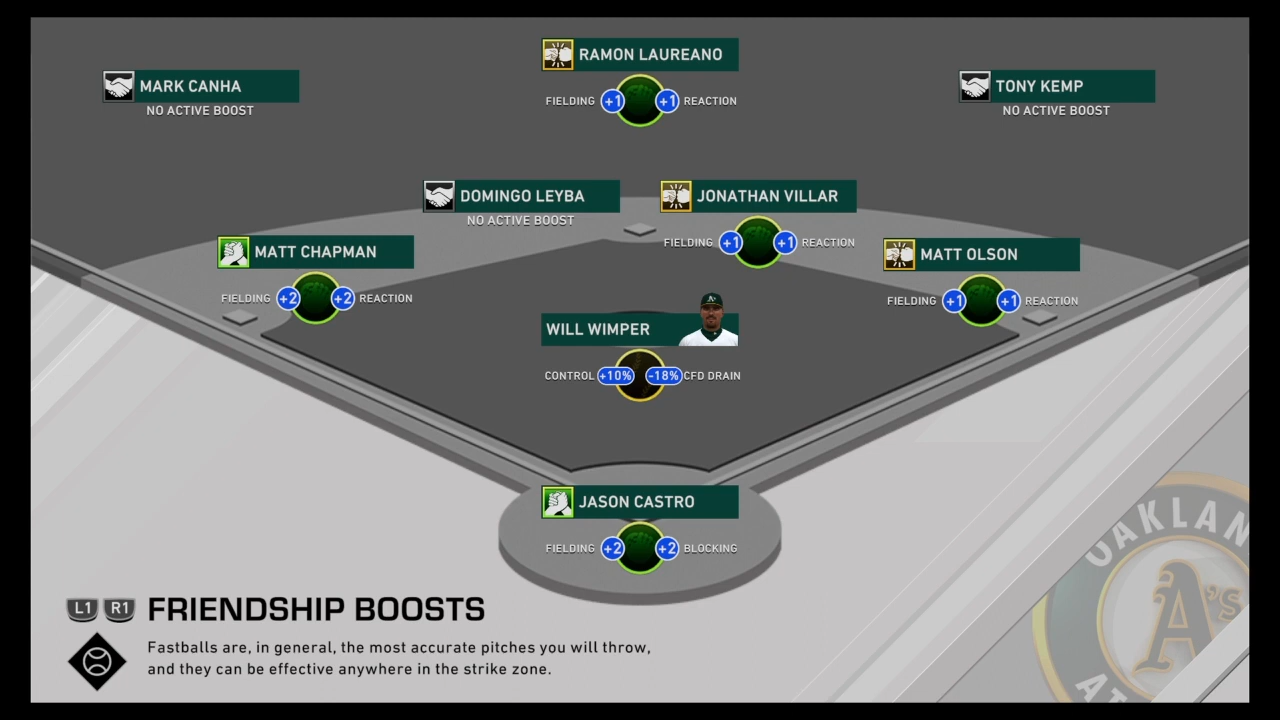 RAMON LAUREANO
FIELDING +1 +1 REACTION
MARK CANHA
NO ACTIVE BOOST
TONY KEMP
NO ACTIVE BOOST
DOMINGO LEYBA
NO ACTIVE BOOST
JONATHAN VILLAR
FIELDING +1 +1 REACTION
MATT CHAPMAN
FIELDING +2 +2 REACTION
MATT OLSON
FIELDING +1 +1 REACTION
WILL WIMPER
CONTROL +10% -18% CFD DRAIN
JASON CASTRO
FIELDING +2 +2 BLOCKING
L1 R1 FRIENDSHIP BOOSTS
Fastballs are, in general, the most accurate pitches you will throw,
and they can be effective anywhere in the strike zone.
OAKLAN
A's
AT